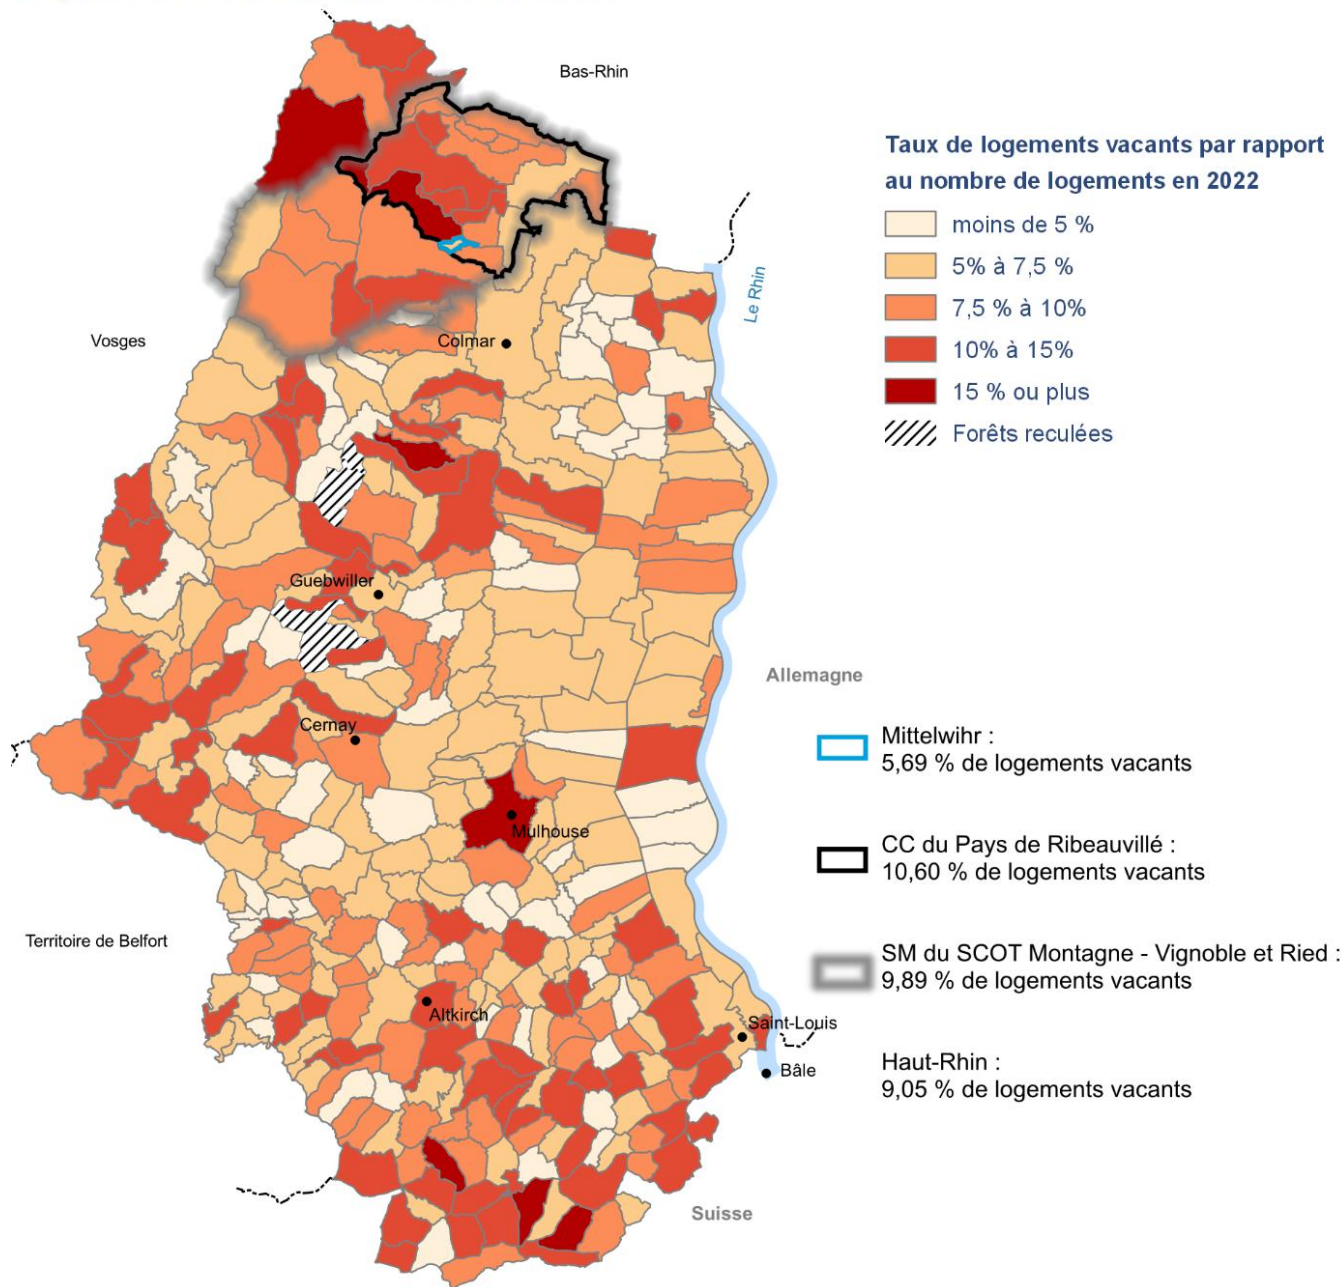 Bas-Rhin
Taux de logements vacants par rapport
au nombre de logements en 2022
moins de 5 %
5% à 7,5 %
7,5 % à 10%
10% à 15%
15 % ou plus
Forêts reculées
Le Rhin
Vosges
Colmar
Guebwiller
Allemagne
Cernay
Mittelwihr :
5,69 % de logements vacants
Mulhouse
CC du Pays de Ribeauvillé :
10,60 % de logements vacants
Territoire de Belfort
SM du SCOT Montagne - Vignoble et Ried :
9,89 % de logements vacants
Altkirch
Saint-Louis
Bâle
Haut-Rhin :
9,05 % de logements vacants
Suisse